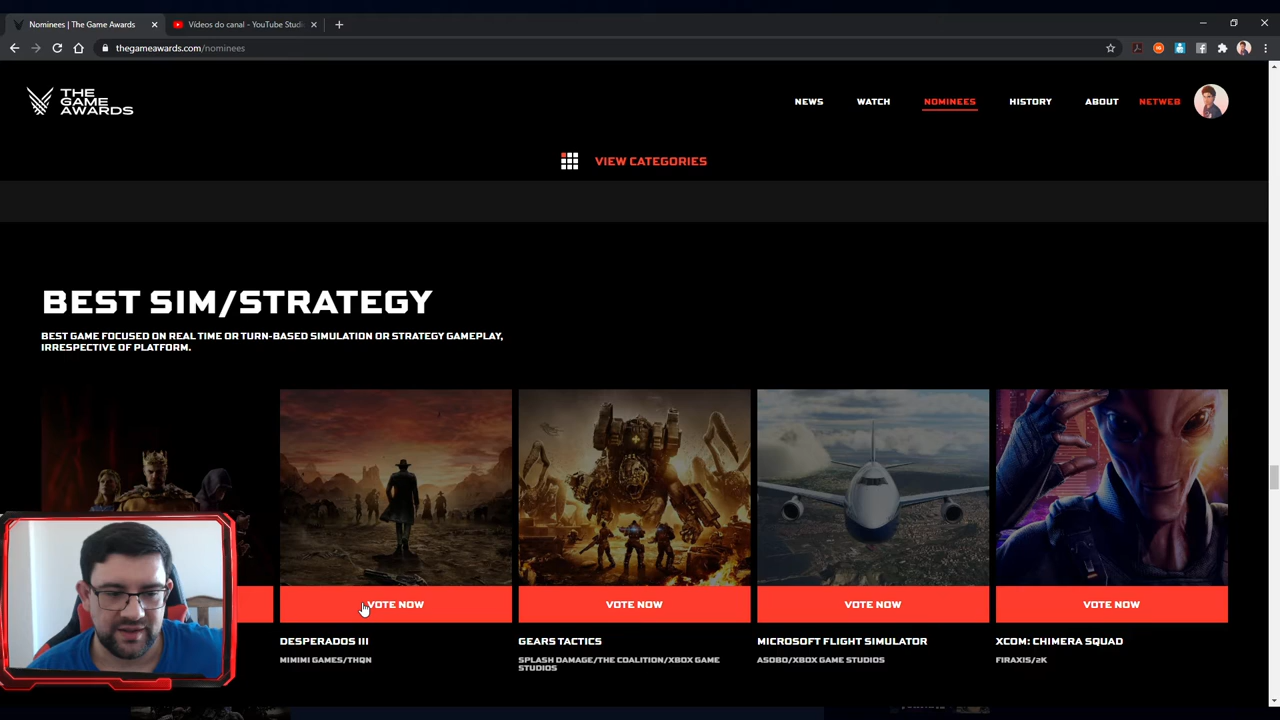 Nominees | The Game Awards
Vídeos do canal - YouTube Studi
thegameawards.com/nominees
THE
GAME
AWARDS
NEWS
WATCH
NOMINEES
HISTORY
ABOUT
NETWEB
VIEW CATEGORIES
BEST SIM/STRATEGY
BEST GAME FOCUSED ON REAL TIME OR TURN-BASED SIMULATION OR STRATEGY GAMEPLAY,
IRRESPECTIVE OF PLATFORM.
VOTE NOW
VOTE NOW
VOTE NOW
VOTE NOW
DESPERADOS III
GEARS TACTICS
MICROSOFT FLIGHT SIMULATOR
XCOM: CHIMERA SQUAD
MIMIMI GAMES/THQN
SPLASH DAMAGE/THE COALITION/XBOX GAME
STUDIOS
ASOBO/XBOX GAME STUDIOS
FIRAXIS/2K